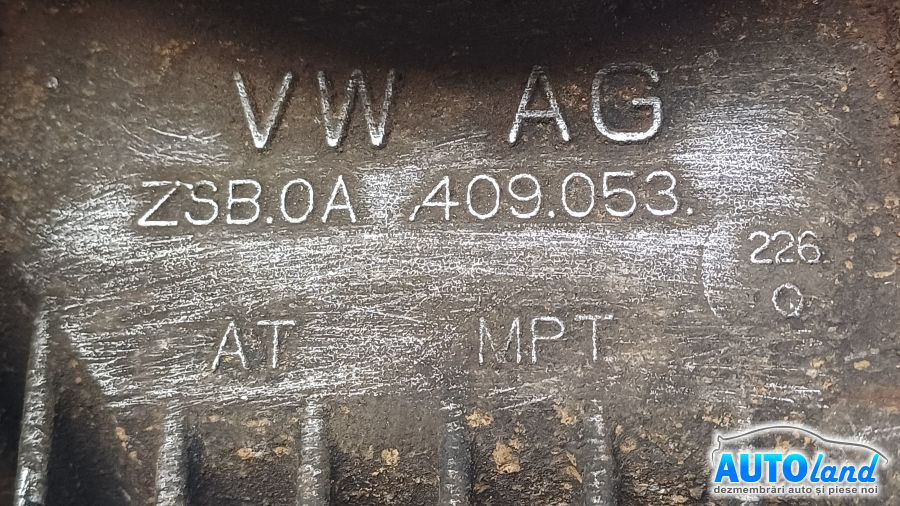 VW AG
ZSB.0A 409.053.
226
Q
AT MPT
AUTOland
dezmembrări auto și piese noi